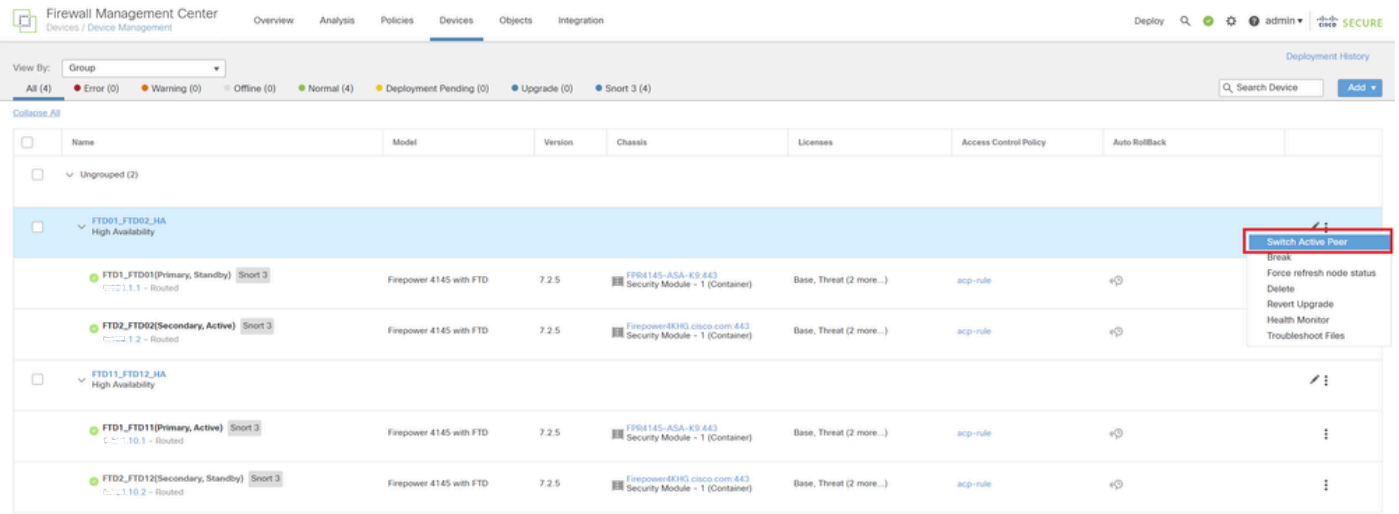 Firewall Management Center
Devices / Device Management
Overview Analysis Policies Devices Objects Integration
Deploy admin cisco SECURE
Deployment History
View By: Group
All (4) Error (0) Warning (0) Offline (0) Normal (4) Deployment Pending (0) Upgrade (0) Snort 3 (4)
Search Device Add
Collapse All
Name Model Version Chassis Licenses Access Control Policy Auto RollBack
Ungrouped (2)
FTD01_FTD02_HA
High Availability
Switch Active Peer
Break
Force refresh node status
Delete
Revert Upgrade
Health Monitor
Troubleshoot Files
FTD1_FTD01(Primary, Standby) Snort 3
.1.1 - Routed
Firepower 4145 with FTD 7.2.5
FPR4145-ASA-K9:443
Security Module - 1 (Container)
Base, Threat (2 more...) acp-rule
FTD2_FTD02(Secondary, Active) Snort 3
.1.2 - Routed
Firepower 4145 with FTD 7.2.5
Firepower4KHG.cisco.com:443
Security Module - 1 (Container)
Base, Threat (2 more...) acp-rule
FTD11_FTD12_HA
High Availability
FTD1_FTD11(Primary, Active) Snort 3
.10.1 - Routed
Firepower 4145 with FTD 7.2.5
FPR4145-ASA-K9:443
Security Module - 1 (Container)
Base, Threat (2 more...) acp-rule
FTD2_FTD12(Secondary, Standby) Snort 3
.10.2 - Routed
Firepower 4145 with FTD 7.2.5
Firepower4KHG.cisco.com:443
Security Module - 1 (Container)
Base, Threat (2 more...) acp-rule